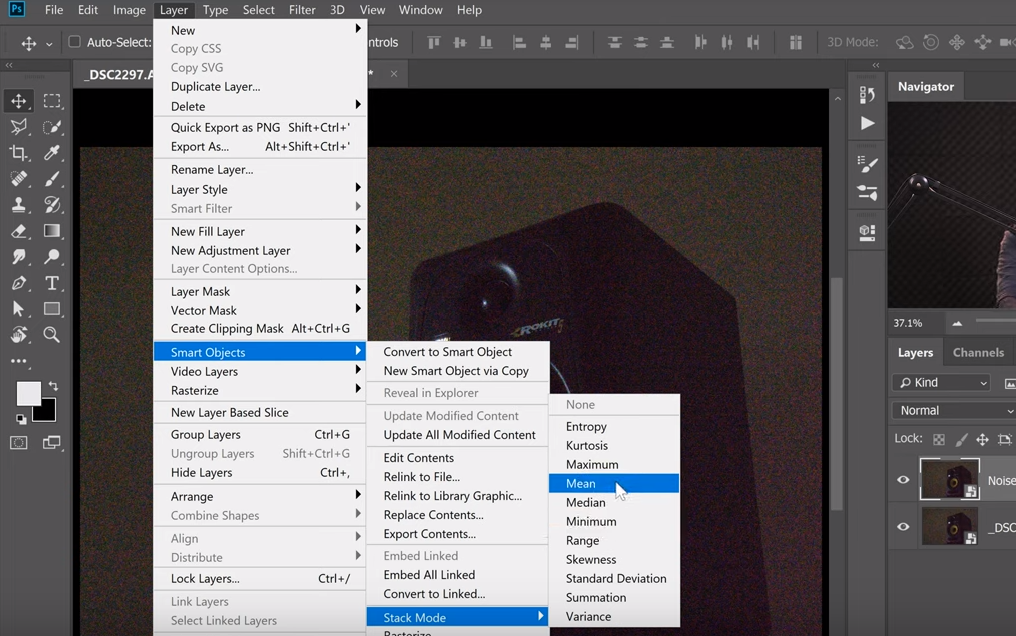 Ps File Edit Image Layer Type Select Filter 3D View Window Help
Auto-Select: ntrols 3D Mode:
_DSC2297.A * ×
New
Copy CSS
Copy SVG
Duplicate Layer...
Delete
Quick Export as PNG Shift+Ctrl+'
Export As... Alt+Shift+Ctrl+'
Rename Layer...
Layer Style
Smart Filter
New Fill Layer
New Adjustment Layer
Layer Content Options...
Layer Mask
Vector Mask
Create Clipping Mask Alt+Ctrl+G
Smart Objects
Video Layers
Rasterize
New Layer Based Slice
Group Layers Ctrl+G
Ungroup Layers Shift+Ctrl+G
Hide Layers Ctrl+,
Arrange
Combine Shapes
Align
Distribute
Lock Layers... Ctrl+/
Link Layers
Select Linked Layers
Convert to Smart Object
New Smart Object via Copy
Reveal in Explorer
Update Modified Content
Update All Modified Content
Edit Contents
Relink to File...
Relink to Library Graphic...
Replace Contents...
Export Contents...
Embed Linked
Embed All Linked
Convert to Linked...
Stack Mode
Rasterize
None
Entropy
Kurtosis
Maximum
Mean
Median
Minimum
Range
Skewness
Standard Deviation
Summation
Variance
ROKIT
Navigator
37.1%
Layers Channels
Kind
Normal
Lock:
Noise
_DSC